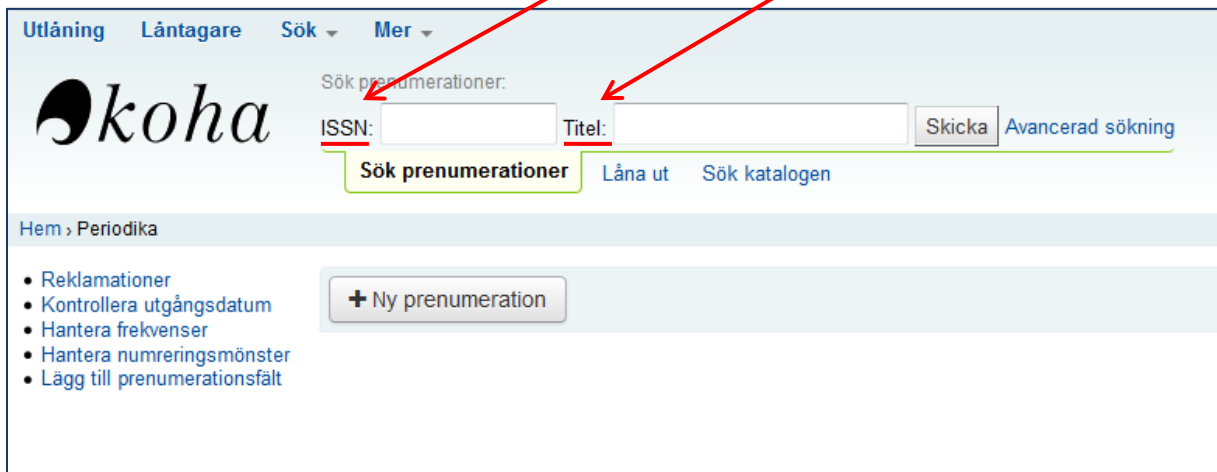 Utlåning Låntagare Sök Mer
koha
Sök prenumerationer:
ISSN: Titel: Skicka Avancerad sökning
Sök prenumerationer Låna ut Sök katalogen
Hem › Periodika
• Reklamationer
• Kontrollera utgångsdatum
• Hantera frekvenser
• Hantera numreringsmönster
• Lägg till prenumerationsfält
+ Ny prenumeration